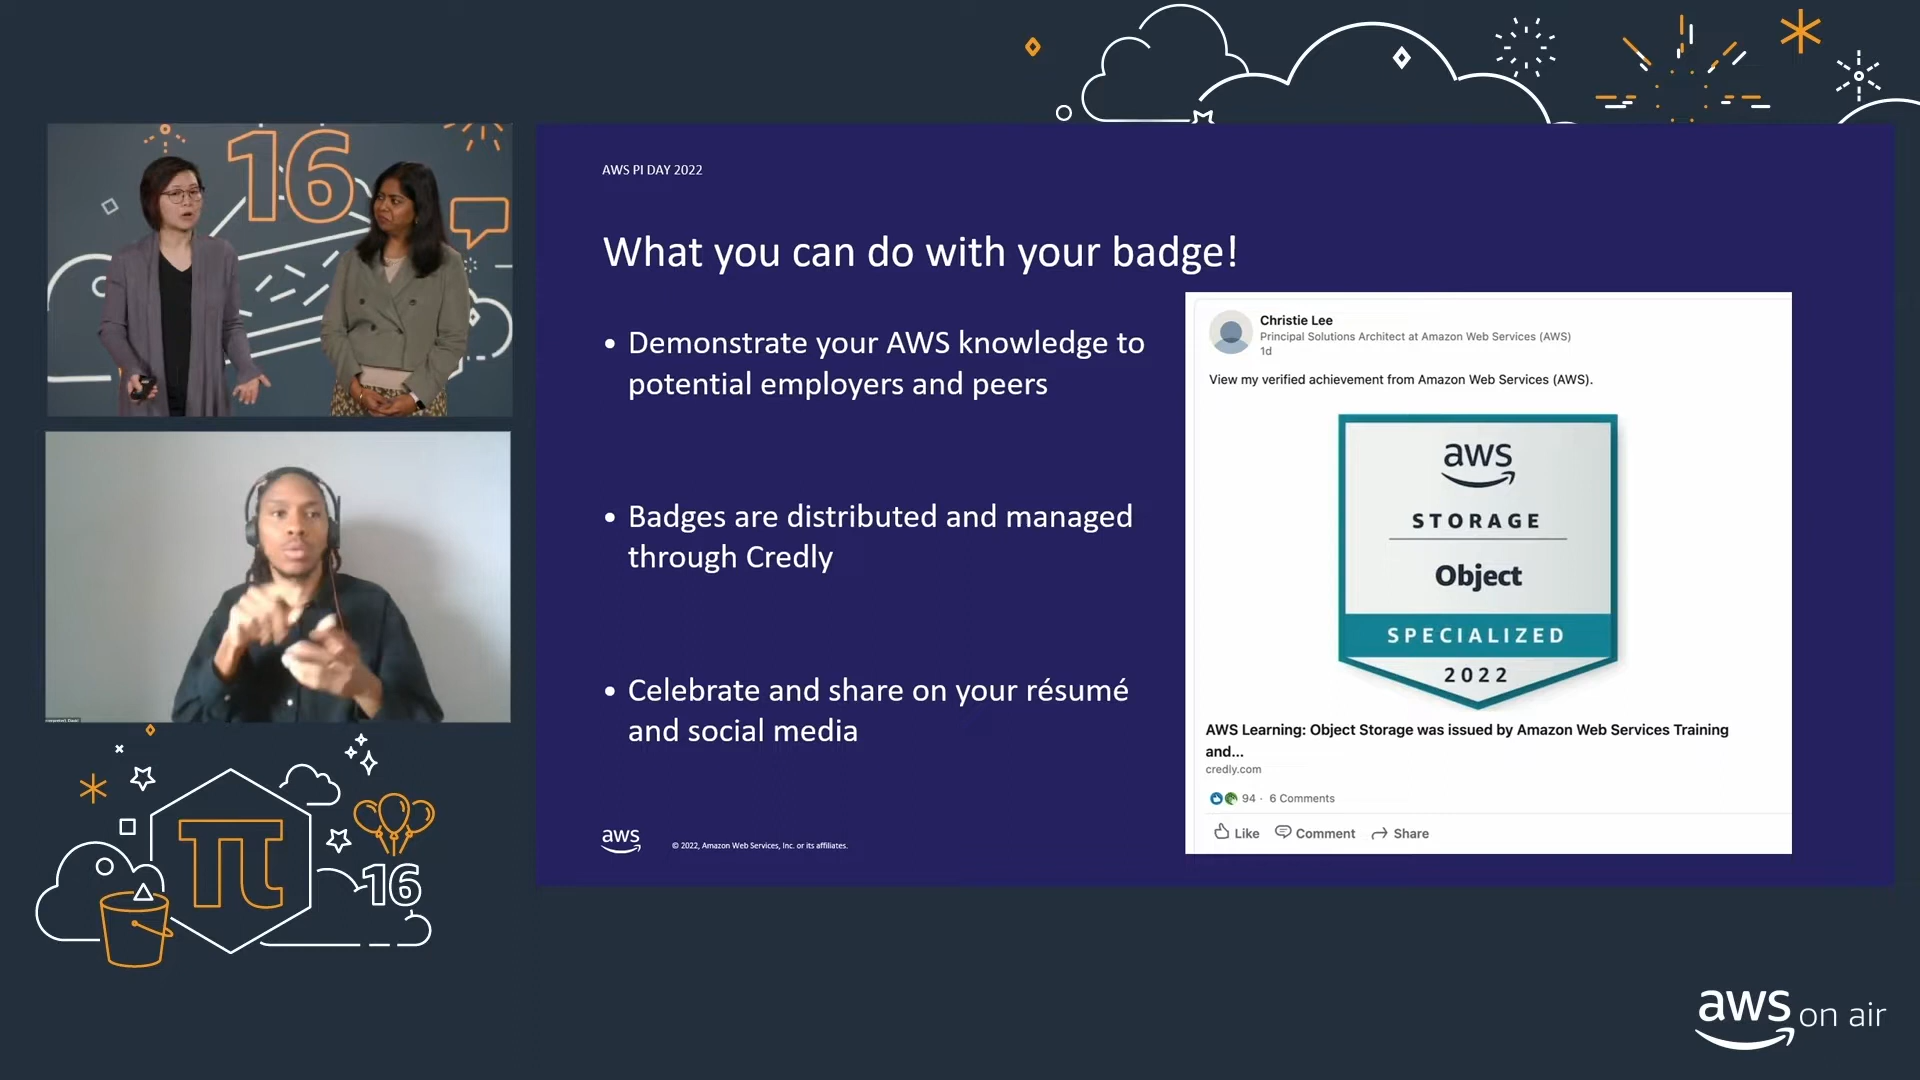 16
AWS PI DAY 2022
What you can do with your badge!
• Demonstrate your AWS knowledge to
potential employers and peers
• Badges are distributed and managed
through Credly
• Celebrate and share on your résumé
and social media
aws
© 2022, Amazon Web Services, Inc. or its affiliates.
Christie Lee
Principal Solutions Architect at Amazon Web Services (AWS)
1d
View my verified achievement from Amazon Web Services (AWS).
aws
STORAGE
Object
SPECIALIZED
2022
AWS Learning: Object Storage was issued by Amazon Web Services Training
and...
credly.com
94 · 6 Comments
Like Comment Share
π
16
aws on air